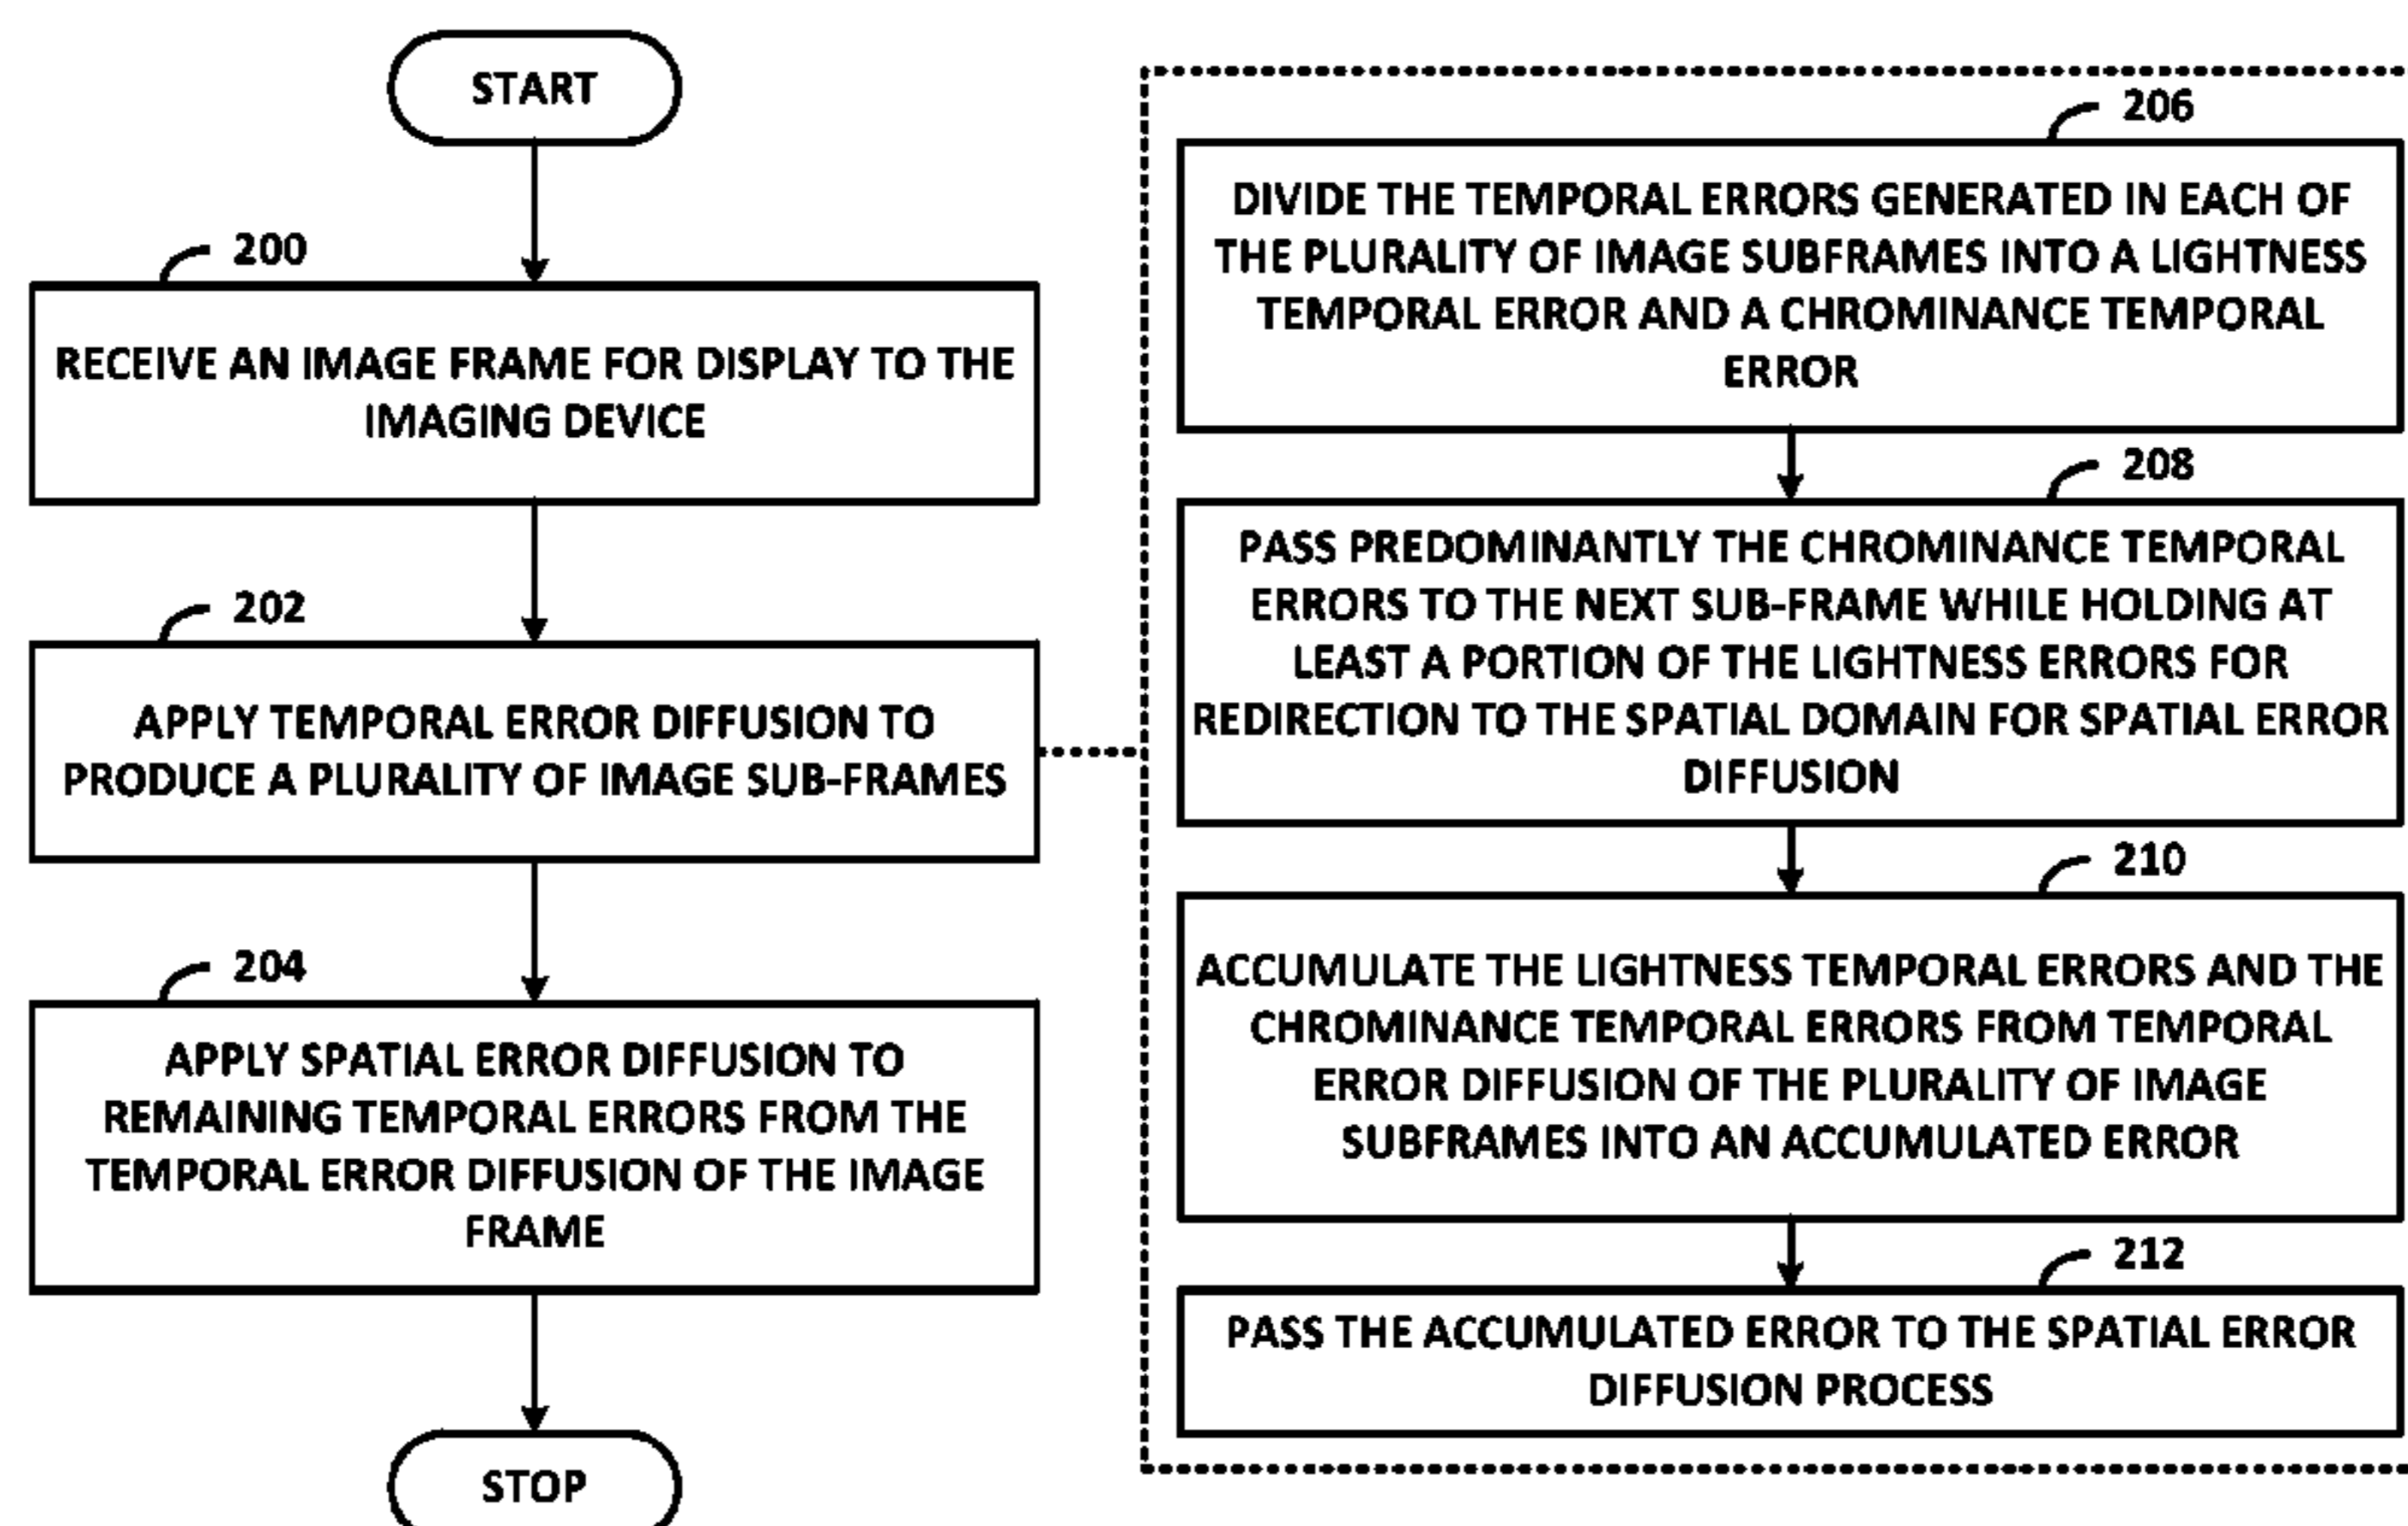 START
200
RECEIVE AN IMAGE FRAME FOR DISPLAY TO THE
IMAGING DEVICE
202
APPLY TEMPORAL ERROR DIFFUSION TO
PRODUCE A PLURALITY OF IMAGE SUB-FRAMES
204
APPLY SPATIAL ERROR DIFFUSION TO
REMAINING TEMPORAL ERRORS FROM THE
TEMPORAL ERROR DIFFUSION OF THE IMAGE
FRAME
STOP
206
DIVIDE THE TEMPORAL ERRORS GENERATED IN EACH OF
THE PLURALITY OF IMAGE SUBFRAMES INTO A LIGHTNESS
TEMPORAL ERROR AND A CHROMINANCE TEMPORAL
ERROR
208
PASS PREDOMINANTLY THE CHROMINANCE TEMPORAL
ERRORS TO THE NEXT SUB-FRAME WHILE HOLDING AT
LEAST A PORTION OF THE LIGHTNESS ERRORS FOR
REDIRECTION TO THE SPATIAL DOMAIN FOR SPATIAL ERROR
DIFFUSION
210
ACCUMULATE THE LIGHTNESS TEMPORAL ERRORS AND THE
CHROMINANCE TEMPORAL ERRORS FROM TEMPORAL
ERROR DIFFUSION OF THE PLURALITY OF IMAGE
SUBFRAMES INTO AN ACCUMULATED ERROR
212
PASS THE ACCUMULATED ERROR TO THE SPATIAL ERROR
DIFFUSION PROCESS